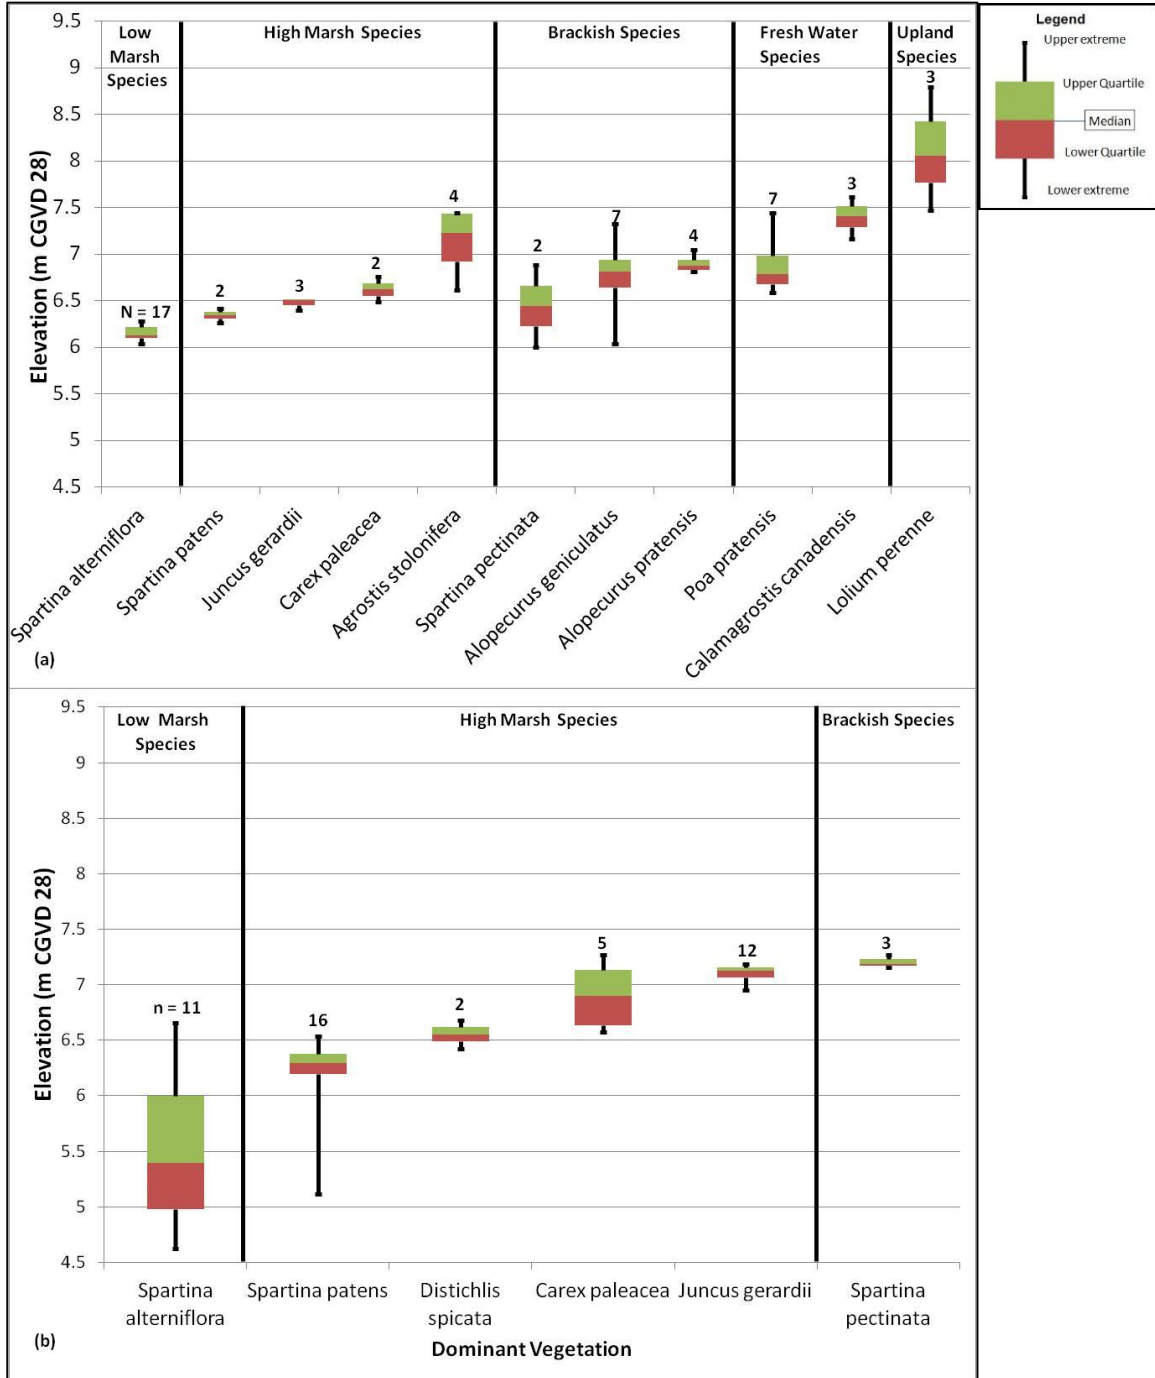 Low
Marsh
Species
High Marsh Species
Brackish Species
Fresh Water
Species
Upland
Species
Legend
Upper extreme
Upper Quartile
Median
Lower Quartile
Lower extreme
Elevation (m CGVD 28)
9.5
9
8.5
8
7.5
7
6.5
6
5.5
5
4.5
N = 17
2
3
2
4
2
7
4
7
3
3
Spartina alterniflora
Spartina patens
Juncus gerardii
Carex paleacea
Agrostis stolonifera
Spartina pectinata
Alopecurus geniculatus
Alopecurus pratensis
Poa pratensis
Calamagrostis canadensis
Lolium perenne
(a)
Low Marsh
Species
High Marsh Species
Brackish Species
Elevation (m CGVD 28)
9.5
9
8.5
8
7.5
7
6.5
6
5.5
5
4.5
n = 11
16
2
5
12
3
Spartina
alterniflora
Spartina patens
Distichlis
spicata
Carex paleacea
Juncus gerardii
Spartina
pectinata
(b)
Dominant Vegetation